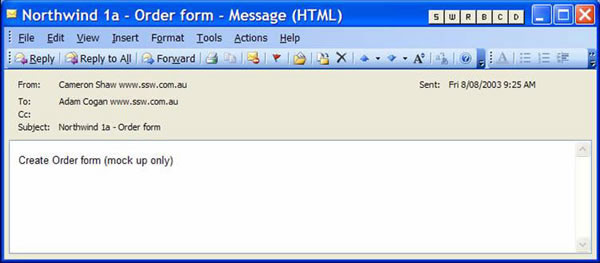 Northwind 1a - Order form - Message (HTML) S W R B C D
File Edit View Insert Format Tools Actions Help
Reply Reply to All Forward
From: Cameron Shaw www.ssw.com.au Sent: Fri 8/08/2003 9:25 AM
To: Adam Cogan www.ssw.com.au
Cc:
Subject: Northwind 1a - Order form
Create Order form (mock up only)